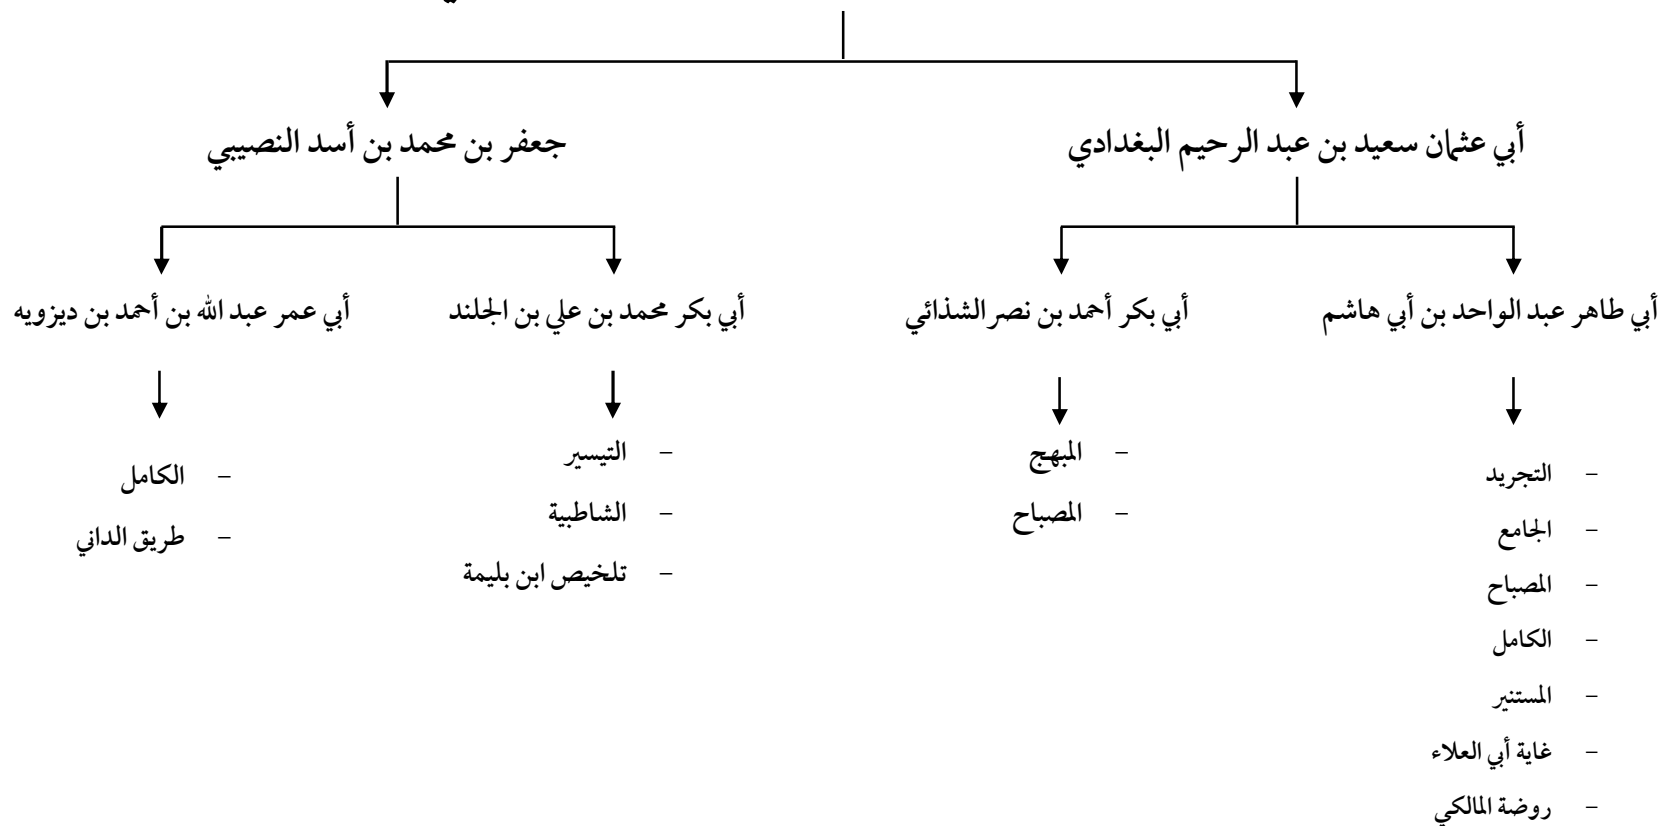 أبي عثمان سعيد بن عبد الرحيم البغدادي
جعفر بن محمد بن أسد النصيبي
أبي طاهر عبد الواحد بن أبي هاشم
أبي بكر أحمد بن نصر الشذائي
أبي بكر محمد بن علي بن الجلند
أبي عمر عبد الله بن أحمد بن ديزويه
– التجريد
– الجامع
– المصباح
– الكامل
– المستنير
– غاية أبي العلاء
– روضة المالكي
– المبهج
– المصباح
– التيسير
– الشاطبية
– تلخيص ابن بليمة
– الكامل
– طريق الداني